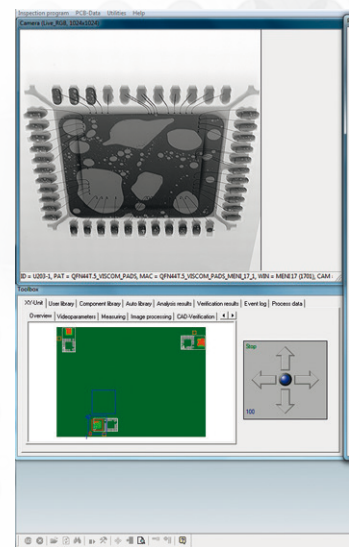 Inspection program PCB-Data Utilities Help
Camera (Live_RGB, 1024x1024)
ID = U203-1, PAT = QFN44T.5_VISCOM_PADS, MAC = QFN44T.5_VISCOM_PADS_MENI_17_1, WIN = MENI17 (1701), CAM
Toolbox
XY-Unit User library Component library Auto library Analysis results Verification results Event log Process data
Overview Videoparameters Measuring Image processing CAD-Verification
Stop
100